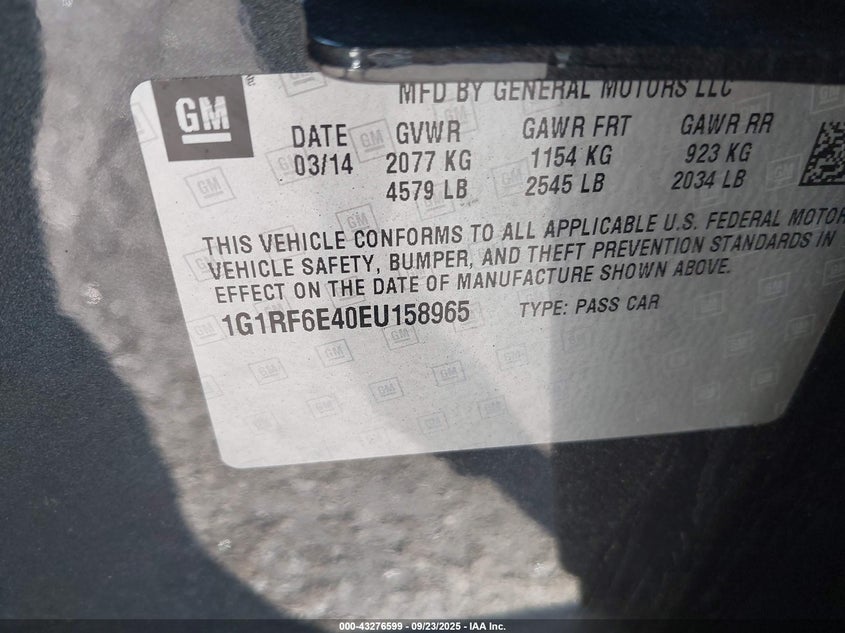 GM
MFD BY GENERAL MOTORS LLC
DATE GVWR GAWR FRT GAWR RR
03/14 2077 KG 1154 KG 923 KG
4579 LB 2545 LB 2034 LB
THIS VEHICLE CONFORMS TO ALL APPLICABLE U.S. FEDERAL MOTOR
VEHICLE SAFETY, BUMPER, AND THEFT PREVENTION STANDARDS IN
EFFECT ON THE DATE OF MANUFACTURE SHOWN ABOVE.
1G1RF6E40EU158965 TYPE: PASS CAR
000-43276599 — 09/23/2025 — IAA Inc.